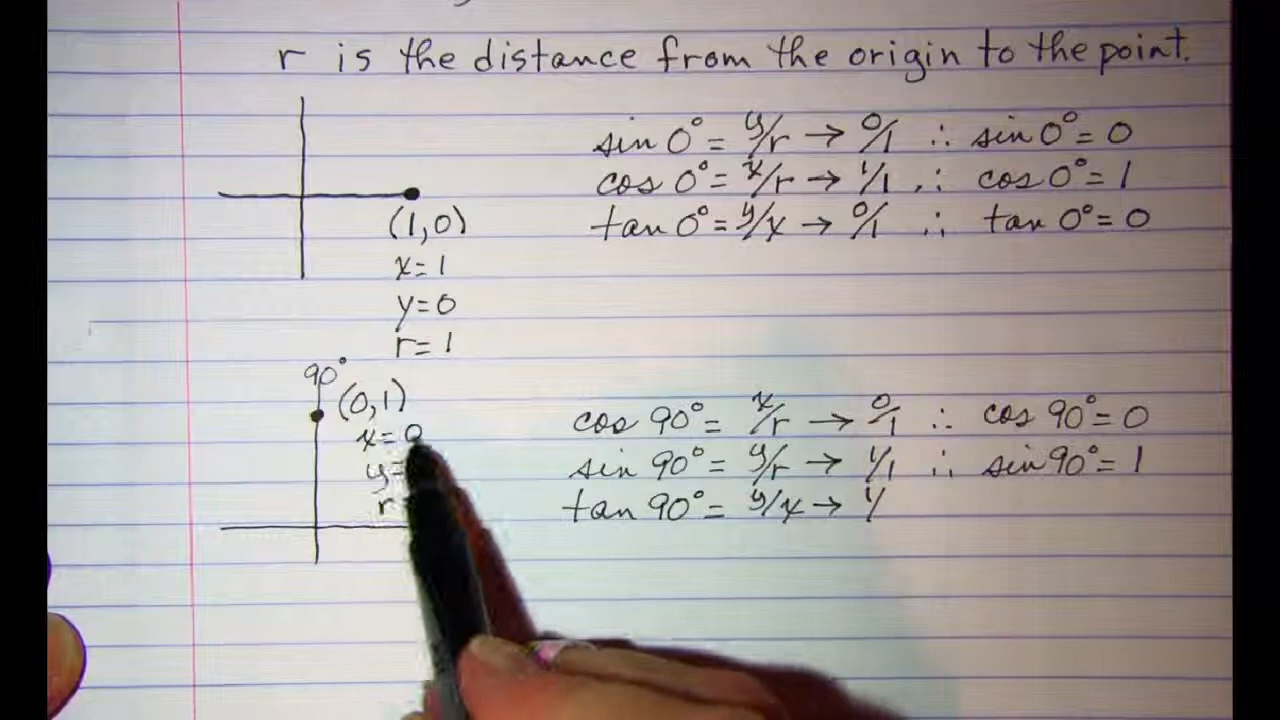 r is the distance from the origin to the point.
sin 0° = y/r → 0/1 ∴ sin 0° = 0
cos 0° = x/r → 1/1 ∴ cos 0° = 1
tan 0° = y/x → 0/1 ∴ tan 0° = 0
(1,0)
x=1
y=0
r=1
90°
(0,1)
x=0
y=
r
cos 90° = x/r → 0/1 ∴ cos 90° = 0
sin 90° = y/r → 1/1 ∴ sin 90° = 1
tan 90° = y/x → 1/